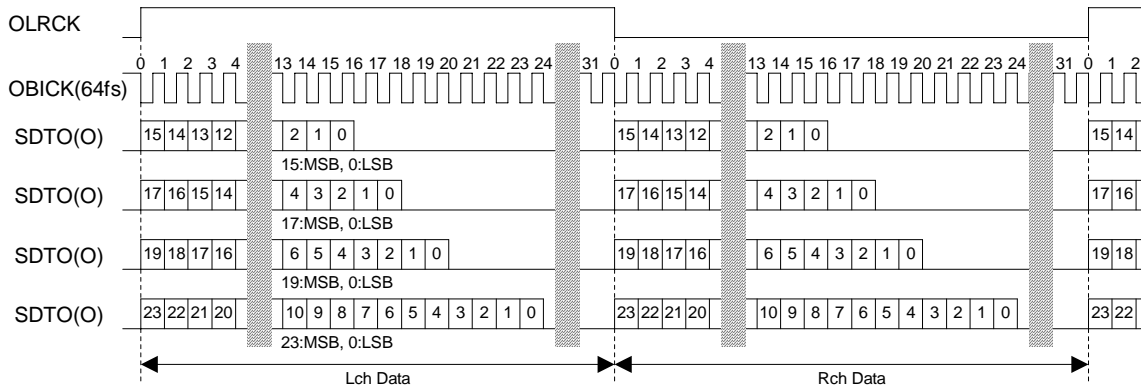 OLRCK
0 1 2 3 4 13 14 15 16 17 18 19 20 21 22 23 24 31 0 1 2 3 4 13 14 15 16 17 18 19 20 21 22 23 24 31 0 1 2
OBICK(64fs)
SDTO(O) 15 14 13 12 2 1 0 15 14 13 12 2 1 0 15 14
15:MSB, 0:LSB
SDTO(O) 17 16 15 14 4 3 2 1 0 17 16 15 14 4 3 2 1 0 17 16
17:MSB, 0:LSB
SDTO(O) 19 18 17 16 6 5 4 3 2 1 0 19 18 17 16 6 5 4 3 2 1 0 19 18
19:MSB, 0:LSB
SDTO(O) 23 22 21 20 10 9 8 7 6 5 4 3 2 1 0 23 22 21 20 10 9 8 7 6 5 4 3 2 1 0 23 22
23:MSB, 0:LSB
Lch Data Rch Data